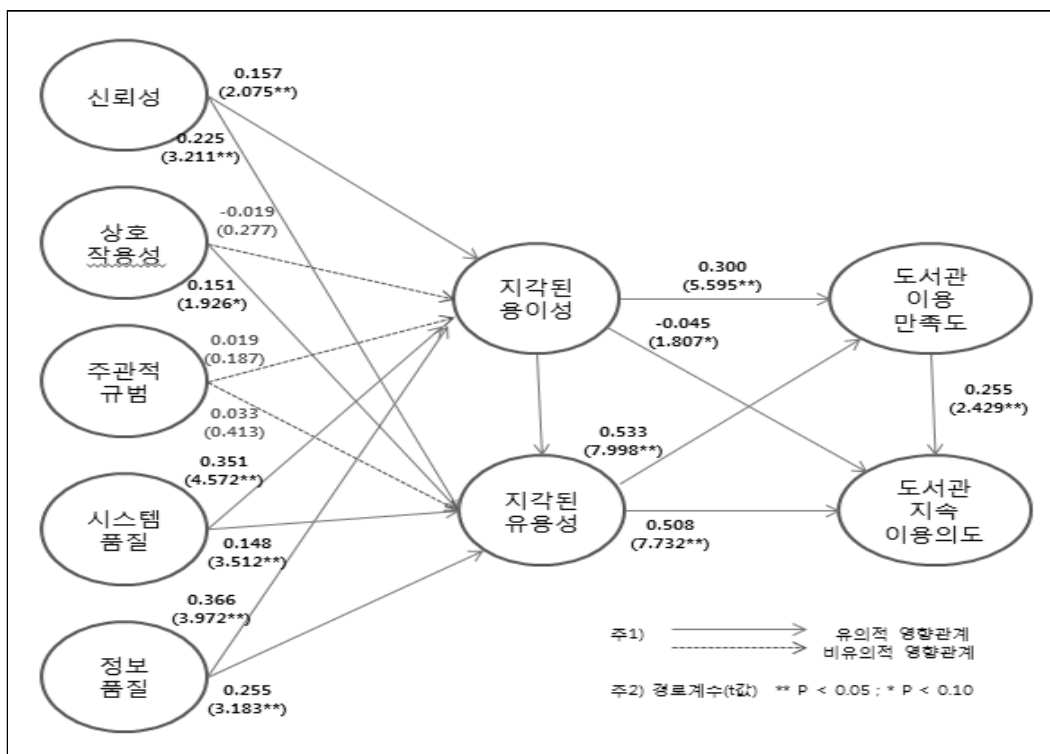 신뢰성
0.157
(2.075**)
0.225
(3.211**)
상호
작용성
-0.019
(0.277)
0.151
(1.926*)
주관적
규범
0.019
(0.187)
0.033
(0.413)
시스템
품질
0.351
(4.572**)
0.148
(3.512**)
정보
품질
0.366
(3.972**)
0.255
(3.183**)
지각된
용이성
지각된
유용성
0.300
(5.595**)
-0.045
(1.807*)
0.533
(7.998**)
0.508
(7.732**)
도서관
이용
만족도
0.255
(2.429**)
도서관
지속
이용의도
주1) 유의적 영향관계
비유의적 영향관계
주2) 경로계수(t값) ** P < 0.05 ; * P < 0.10